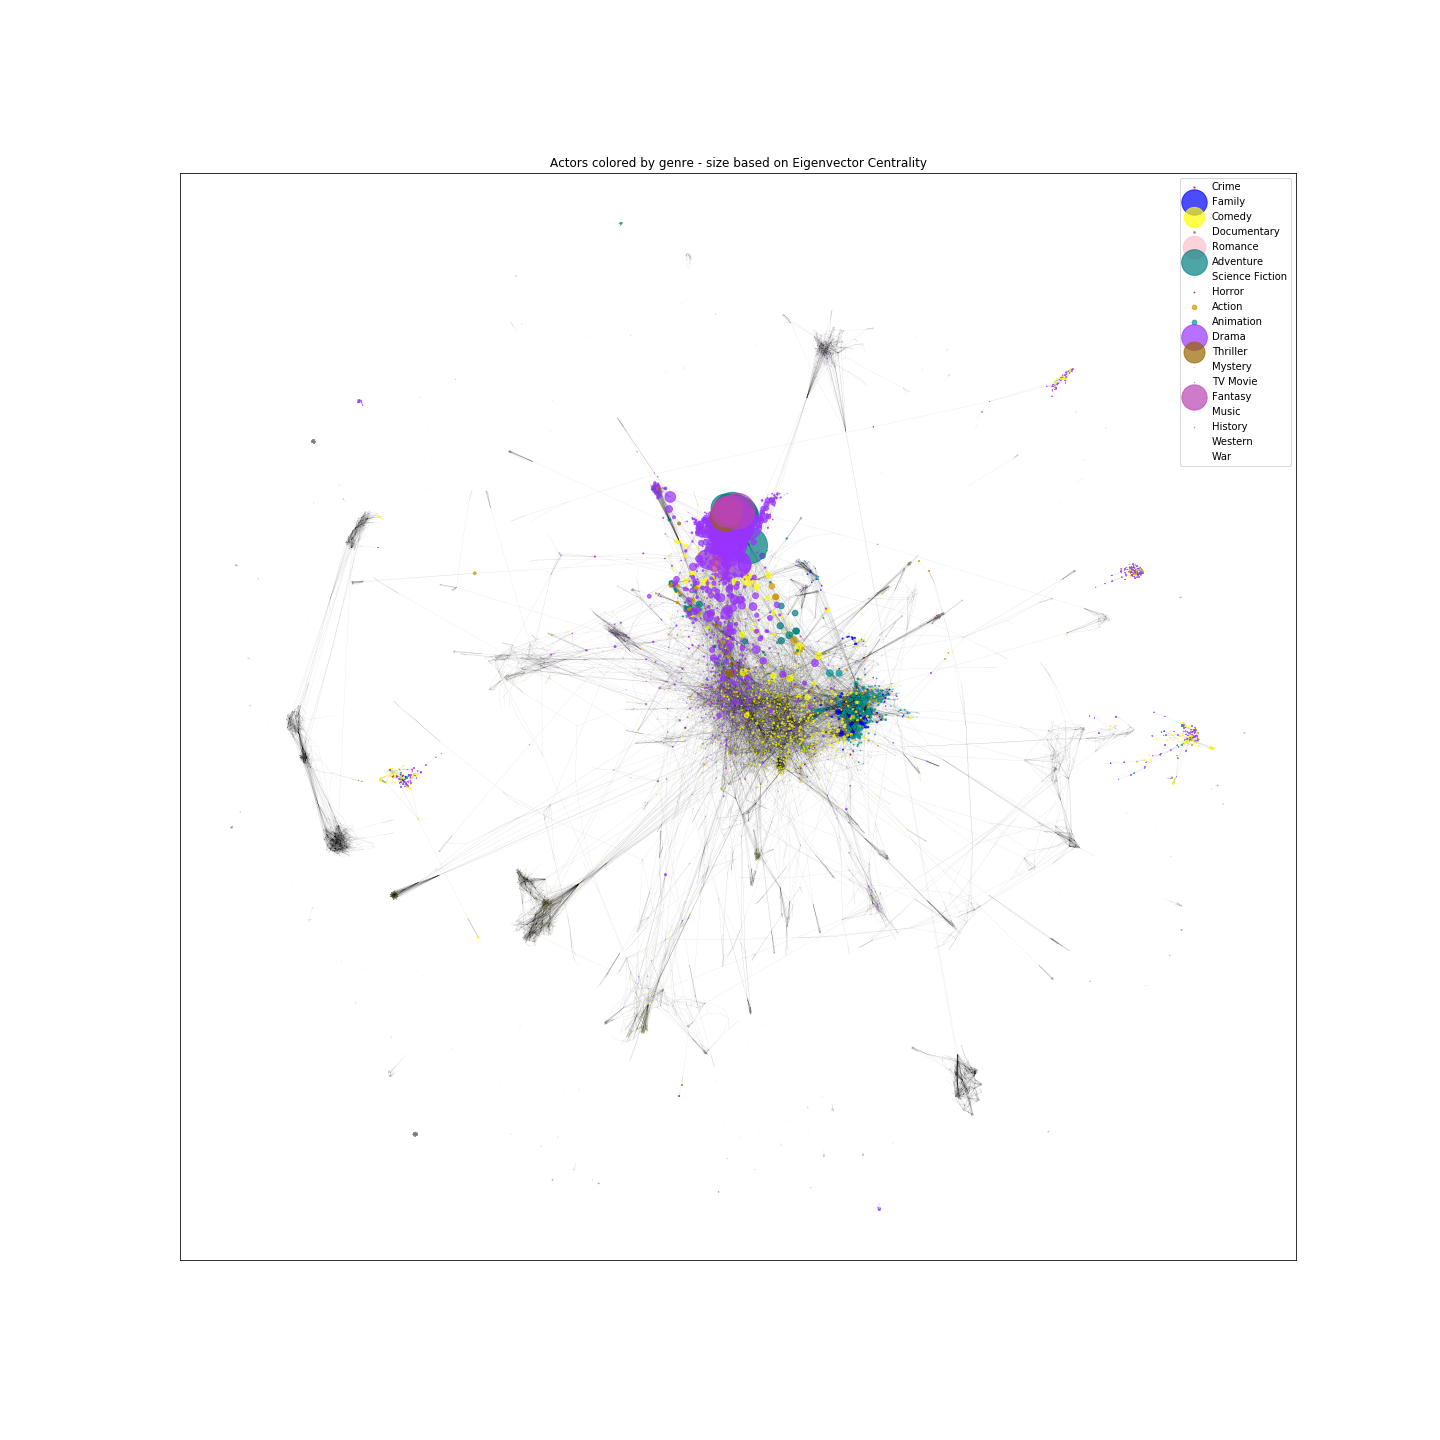 Actors colored by genre - size based on Eigenvector Centrality
Crime
Family
Comedy
Documentary
Romance
Adventure
Science Fiction
Horror
Action
Animation
Drama
Thriller
Mystery
TV Movie
Fantasy
Music
History
Western
War